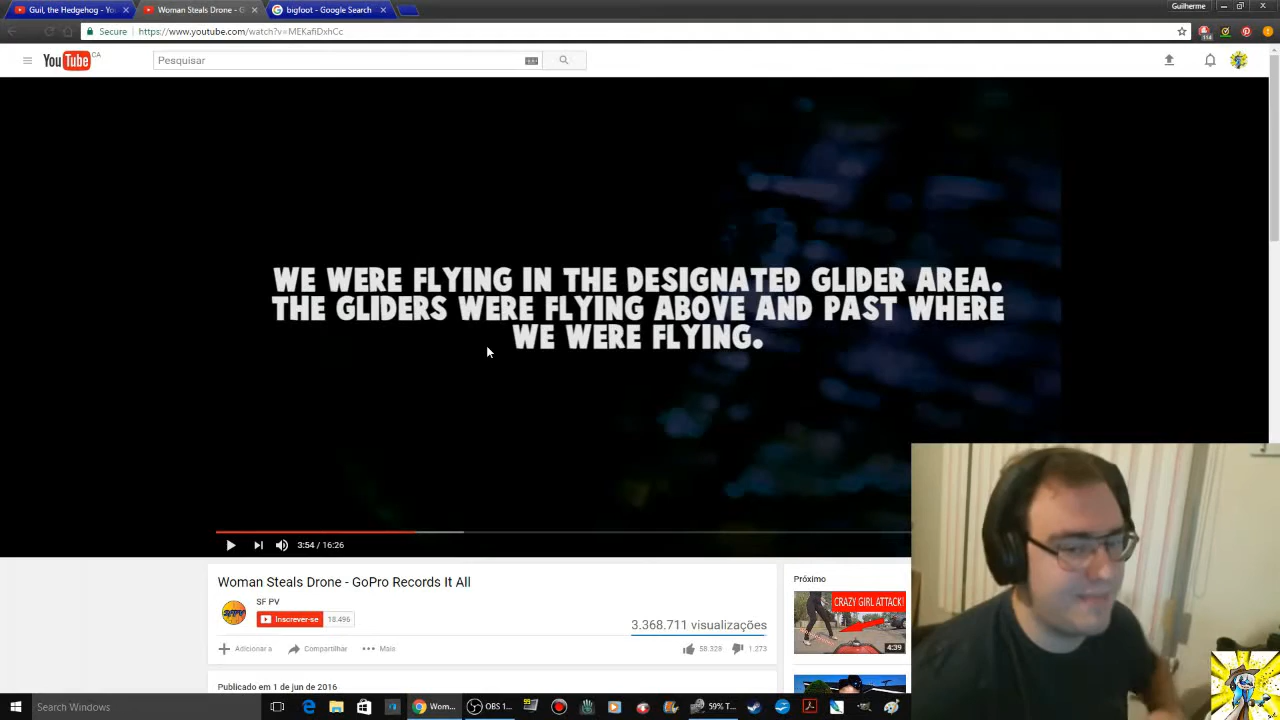 Guil, the Hedgehog - Yo
Woman Steals Drone - G
bigfoot - Google Search
Guilherme
Secure
https://www.youtube.com/watch?v=MEKafiDxhCc
114
YouTube CA
Pesquisar
WE WERE FLYING IN THE DESIGNATED GLIDER AREA.
THE GLIDERS WERE FLYING ABOVE AND PAST WHERE
WE WERE FLYING.
3:54 / 16:26
Woman Steals Drone - GoPro Records It All
SF PV
Inscrever-se
18.496
3.368.711 visualizações
Adicionar a
Compartilhar
Mais
58.328
1.273
Publicado em 1 de jun de 2016
Próximo
CRAZY GIRL ATTACK!
4:39
Search Windows
Wom...
OBS 1...
59% T...